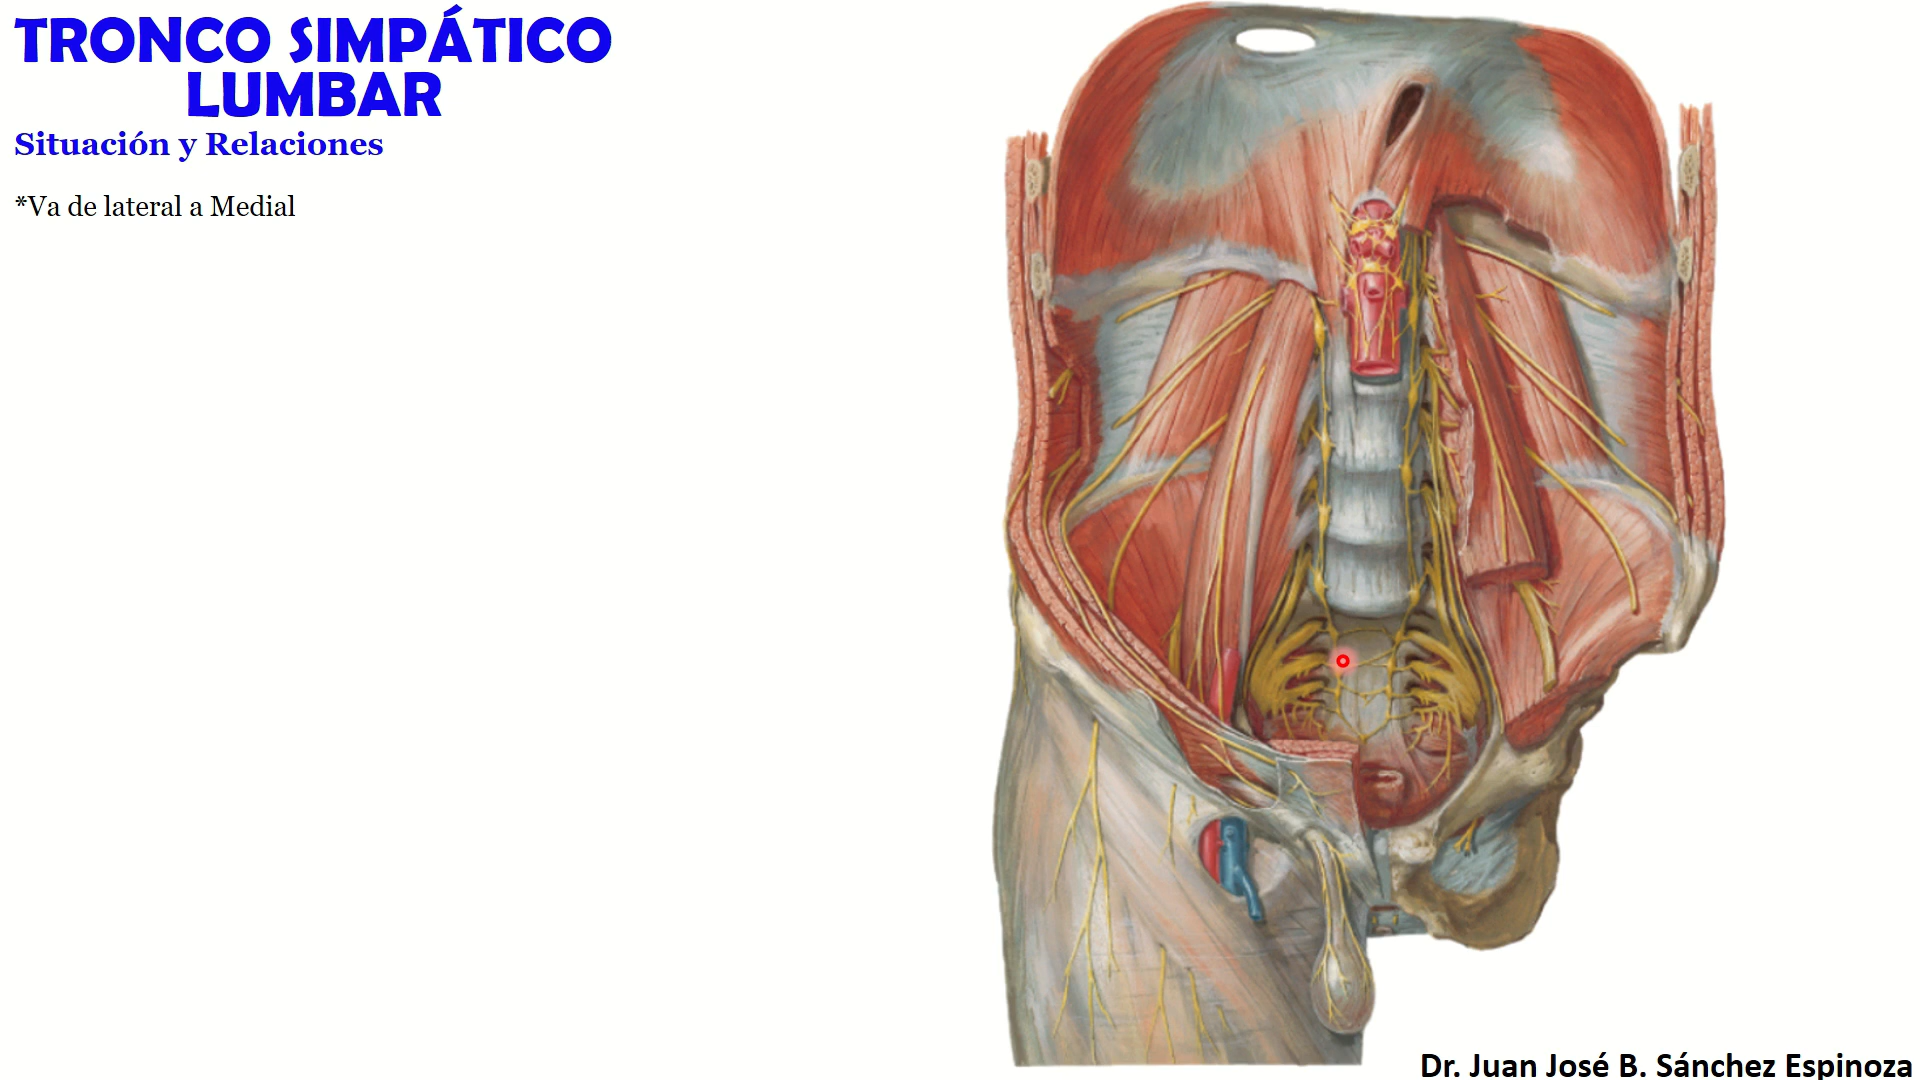 TRONCO SIMPÁTICO
LUMBAR
Situación y Relaciones
*Va de lateral a Medial
Dr. Juan José B. Sánchez Espinoza